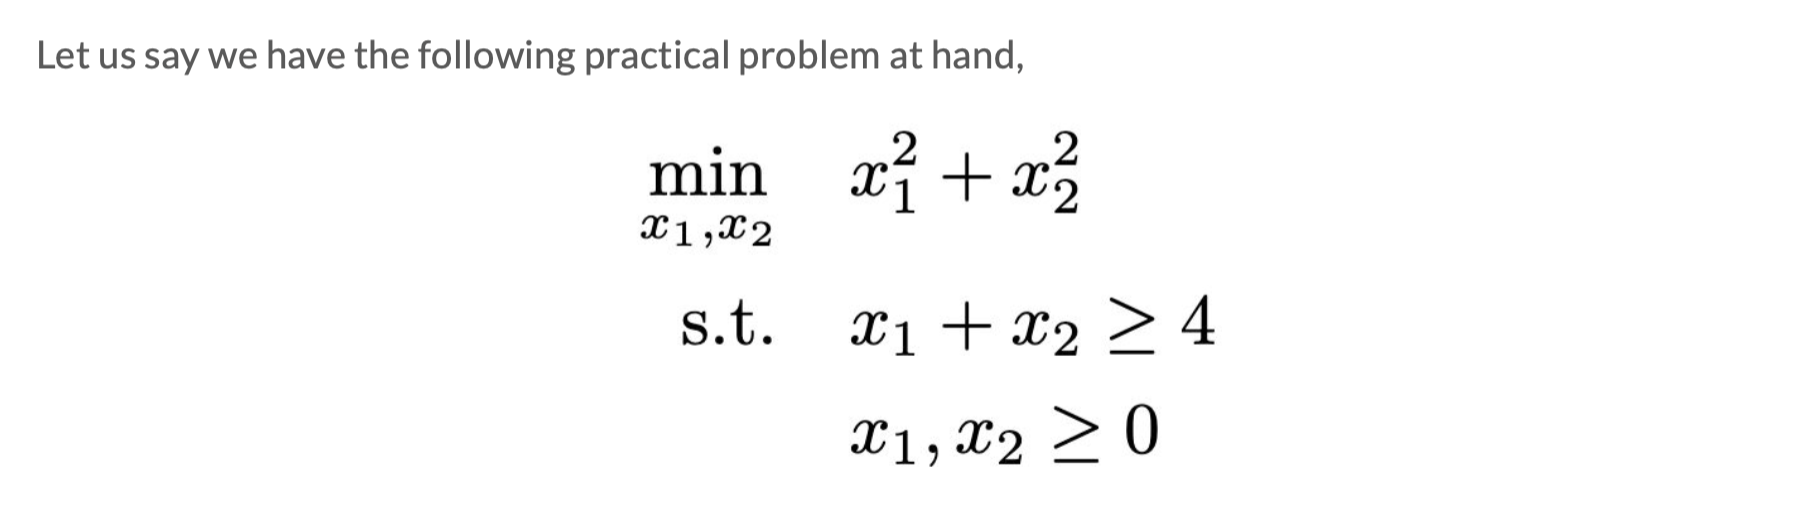 Let us say we have the following practical problem at hand,
min x₁² + x₂²
x₁,x₂
s.t. x₁ + x₂ ≥ 4
x₁, x₂ ≥ 0